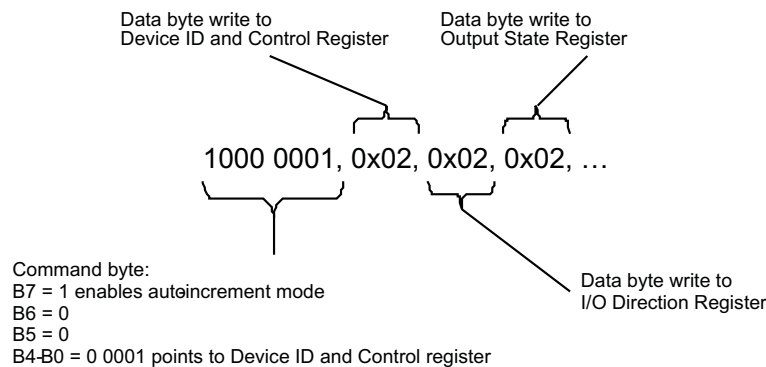 Data byte write to
Device ID and Control Register
Data byte write to
Output State Register
1000 0001, 0x02, 0x02, 0x02, ...
Command byte:
B7 = 1 enables auto-increment mode
B6 = 0
B5 = 0
B4-B0 = 0 0001 points to Device ID and Control register
Data byte write to
I/O Direction Register